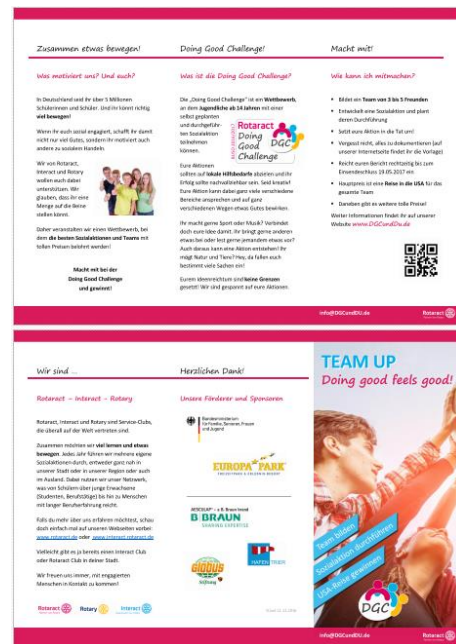 Zusammen etwas bewegen!
Was motiviert uns? Und euch?
In Deutschland seid ihr über 5 Millionen
Schülerinnen und Schüler. Und ihr könnt richtig
viel bewegen!
Wenn ihr euch sozial engagiert, schafft ihr damit
nicht nur viel Gutes, sondern ihr motiviert auch
andere zu sozialem Handeln.
Wir von Rotaract,
Interact und Rotary
wollen euch dabei
unterstützen. Wir
glauben, dass ihr eine
Menge auf die Beine
stellen könnt.
Daher veranstalten wir einen Wettbewerb, bei
dem die besten Sozialaktionen und Teams mit
tollen Preisen belohnt werden!
Macht mit bei der
Doing Good Challenge
und gewinnt!
Doing Good Challenge!
Was ist die Doing Good Challenge?
Die „Doing Good Challenge" ist ein Wettbewerb,
an dem Jugendliche ab 14 Jahren mit einer
selbst geplanten
und durchgeführ-
ten Sozialaktion
teilnehmen
können.
Rotaract
Doing
Good
Challenge
DGC
Eure Aktionen
sollten auf lokale Hilfsbedarfe abzielen und ihr
Erfolg sollte nachvollziehbar sein. Seid kreativ!
Eure Aktion kann dabei ganz viele verschiedene
Bereiche ansprechen und auf ganz
verschiedenen Wegen etwas Gutes bewirken.
Ihr macht gerne Sport oder Musik? Verbindet
doch eure Idee damit. Ihr bringt gerne anderen
etwas bei oder lest gerne jemandem etwas vor?
Auch daraus kann eine Aktion entstehen! Ihr
mögt Natur und Tiere? Hey, da fallen euch
bestimmt viele Sachen ein!
Eurem Ideenreichtum sind keine Grenzen
gesetzt! Wir sind gespannt auf eure Aktionen.
Macht mit!
Wie kann ich mitmachen?
Bildet ein Team von 3 bis 5 Freunden
Entwickelt eine Sozialaktion und plant
deren Durchführung
Setzt eure Aktion in die Tat um!
Vergesst nicht, alles zu dokumentieren (auf
unserer Internetseite findet ihr die Vorlage)
Reicht euren Bericht rechtzeitig bis zum
Einsendeschluss 19.05.2017 ein
Hauptpreis ist eine Reise in die USA für das
gesamte Team
Daneben gibt es weitere tolle Preise!
Weiter Informationen findet ihr auf unserer
Website www.DGCundDu.de
info@DGCundDU.de
Rotaract
Wir sind ...
Rotaract – Interact – Rotary
Rotaract, Interact und Rotary sind Service-Clubs,
die überall auf der Welt vertreten sind.
Zusammen möchten wir viel lernen und etwas
bewegen. Jedes Jahr führen wir mehrere eigene
Sozialaktionen durch, entweder ganz nah in
unserer Stadt oder in unserer Region oder auch
im Ausland. Dabei nutzen wir unser Netzwerk,
was von Schülern über junge Erwachsene
(Studenten, Berufstätige) bis hin zu Menschen
mit langer Berufserfahrung reicht.
Falls du mehr über uns erfahren möchtest, schau
doch einfach mal auf unseren Webseiten vorbei:
www.rotaract.de oder www.interact.rotaract.de
Vielleicht gibt es ja bereits einen Interact Club
oder Rotaract Club in deiner Stadt.
Wir freuen uns immer, mit engagierten
Menschen in Kontakt zu kommen!
Rotaract
Rotary
Interact
Herzlichen Dank!
Unsere Förderer und Sponsoren
Bundesministerium
für Familie, Senioren, Frauen
und Jugend
EUROPA PARK
B BRAUN
SHARING EXPERTISE
GLOBUS
Stiftung
HAFEN TRIER
TEAM UP
Doing good feels good!
Team bilden
Sozialaktion durchführen
USA-Reise gewinnen
DGC
info@DGCundDU.de
Rotaract